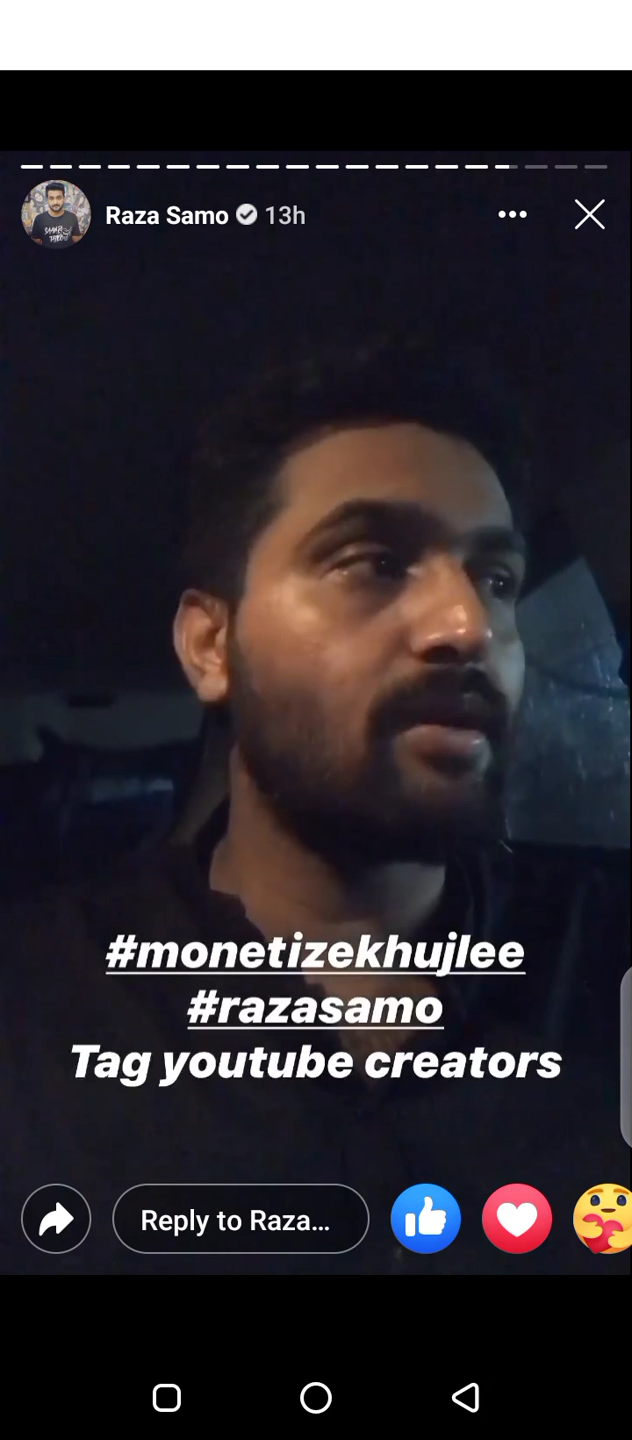 Raza Samo 13h
#monetizekhujlee
#razasamo
Tag youtube creators
Reply to Raza...